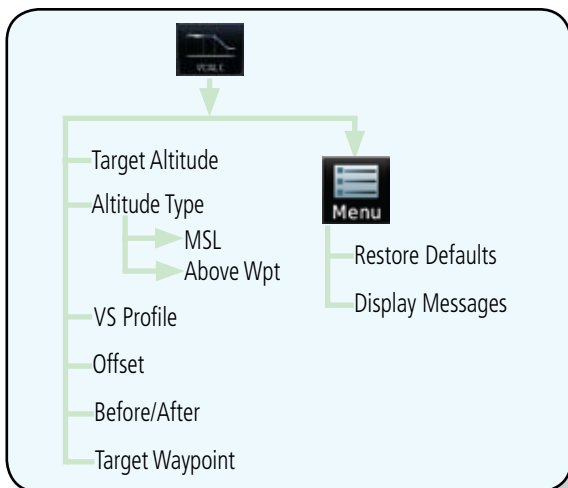 VCALC
Target Altitude
Altitude Type
MSL
Above Wpt
VS Profile
Offset
Before/After
Target Waypoint
Menu
Restore Defaults
Display Messages